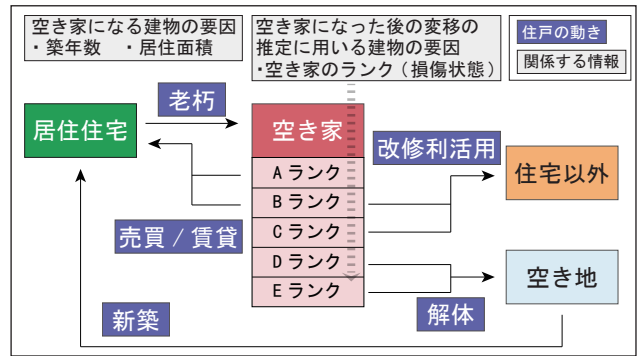 空き家になる建物の要因
・築年数　・居住面積
空き家になった後の変移の
推定に用いる建物の要因
・空き家のランク（損傷状態）
住戸の動き
関係する情報
老朽
居住住宅
空き家
改修利活用
A ランク
住宅以外
B ランク
売買 / 賃貸
C ランク
D ランク
空き地
E ランク
新築
解体